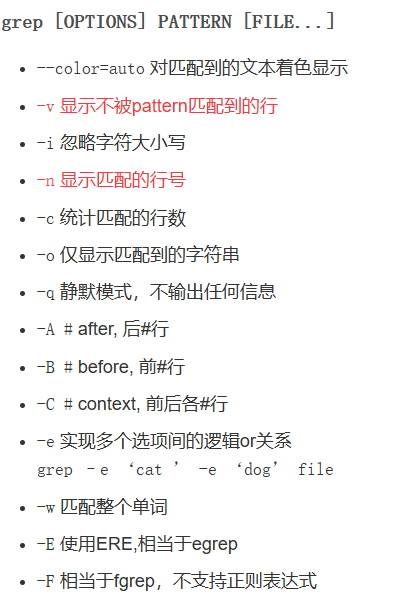 grep [OPTIONS] PATTERN [FILE...]
--color=auto 对匹配到的文本着色显示
-v 显示不被pattern匹配到的行
-i 忽略字符大小写
-n 显示匹配的行号
-c 统计匹配的行数
-o 仅显示匹配到的字符串
-q 静默模式，不输出任何信息
-A # after, 后#行
-B # before, 前#行
-C # context, 前后各#行
-e 实现多个选项间的逻辑or关系
grep –e ‘cat ’ -e ‘dog’ file
-w 匹配整个单词
-E 使用ERE,相当于egrep
-F 相当于fgrep，不支持正则表达式